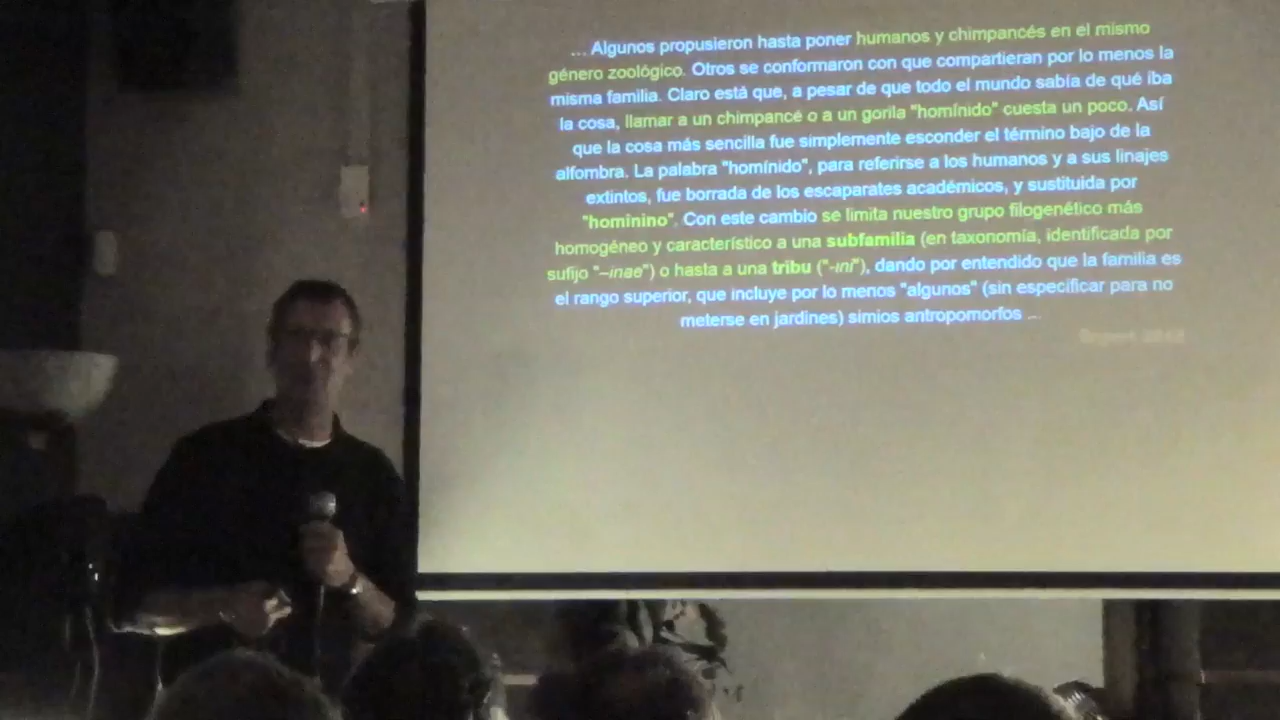 ... Algunos propusieron hasta poner humanos y chimpancés en el mismo
género zoológico. Otros se conformaron con que compartieran por lo menos la
misma familia. Claro está que, a pesar de que todo el mundo sabía de qué iba
la cosa, llamar a un chimpancé o a un gorila "homínido" cuesta un poco. Así
que la cosa más sencilla fue simplemente esconder el término bajo de la
alfombra. La palabra "homínido", para referirse a los humanos y a sus linajes
extintos, fue borrada de los escaparates académicos, y sustituida por
"hominino". Con este cambio se limita nuestro grupo filogenético más
homogéneo y característico a una subfamilia (en taxonomía, identificada por
sufijo "–inae") o hasta a una tribu ("-ini"), dando por entendido que la familia es
el rango superior, que incluye por lo menos "algunos" (sin especificar para no
meterse en jardines) simios antropomorfos ...